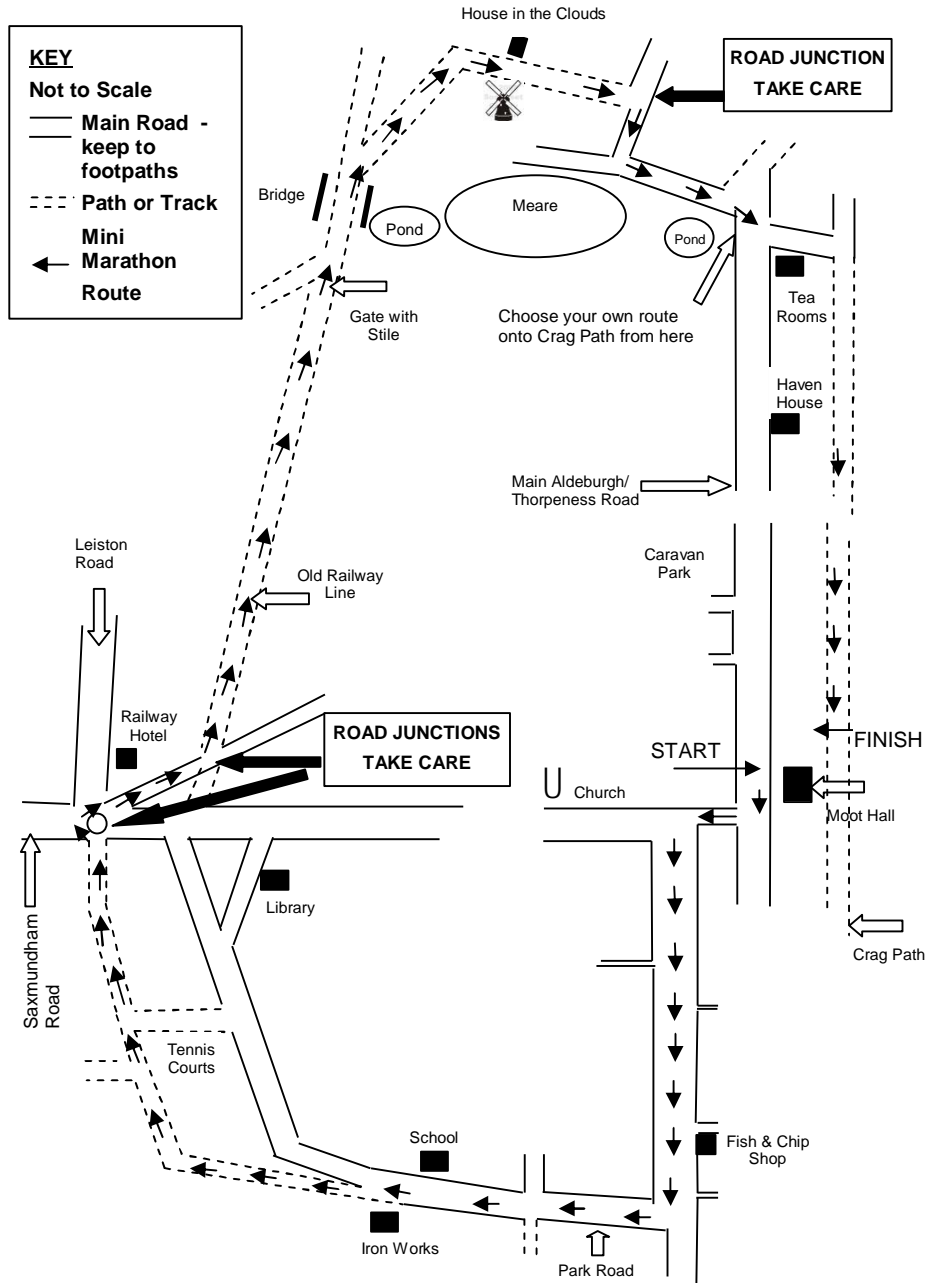 House in the Clouds
KEY
Not to Scale
Main Road -
keep to
footpaths
Path or Track
Mini
Marathon
Route
ROAD JUNCTION
TAKE CARE
Bridge
Pond
Meare
Pond
Gate with
Stile
Choose your own route
onto Crag Path from here
Tea
Rooms
Haven
House
Main Aldeburgh/
Thorpeness Road
Leiston
Road
Caravan
Park
Old Railway
Line
Railway
Hotel
ROAD JUNCTIONS
TAKE CARE
START
FINISH
U
Church
Moot Hall
Library
Crag Path
Saxmundham
Road
Tennis
Courts
School
Fish & Chip
Shop
Iron Works
Park Road